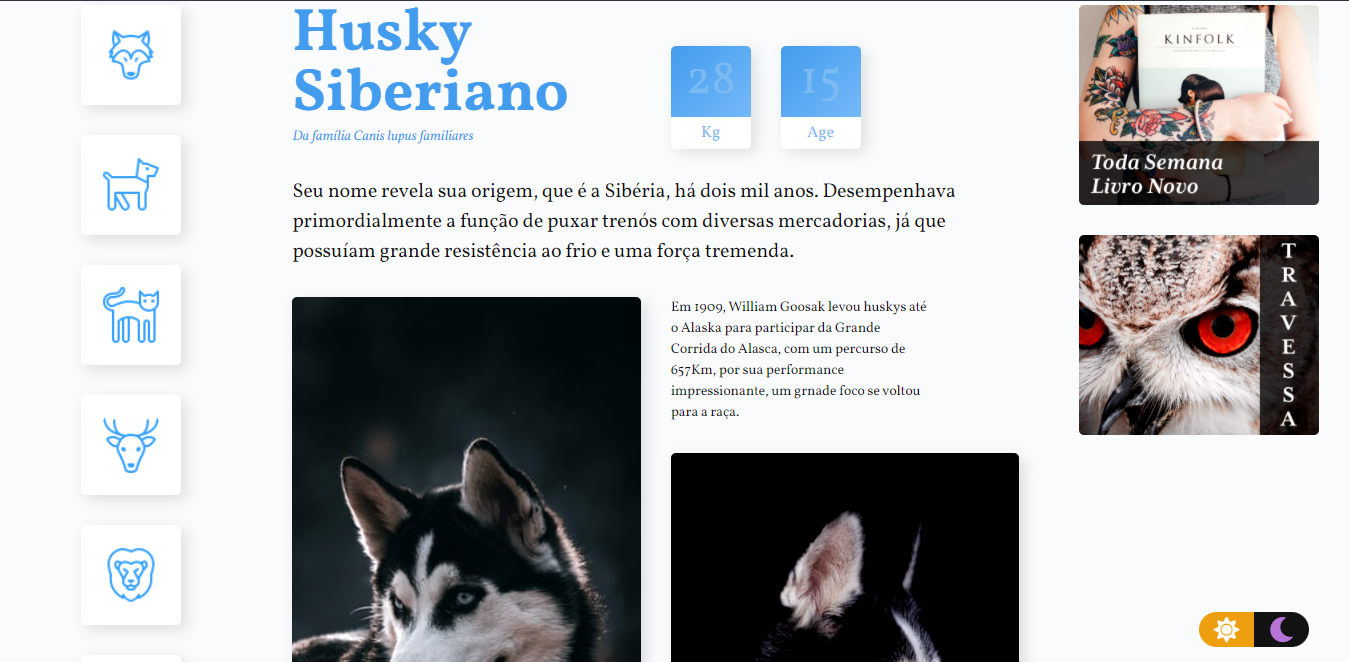 Husky
Siberiano
Da família Canis lupus familiares
28
Kg
15
Age
Seu nome revela sua origem, que é a Sibéria, há dois mil anos. Desempenhava
primordialmente a função de puxar trenós com diversas mercadorias, já que
possuíam grande resistência ao frio e uma força tremenda.
Em 1909, William Goosak levou huskys até
o Alaska para participar da Grande
Corrida do Alasca, com um percurso de
657Km, por sua performance
impressionante, um grnade foco se voltou
para a raça.
KINFOLK
Toda Semana
Livro Novo
TRAVESSA